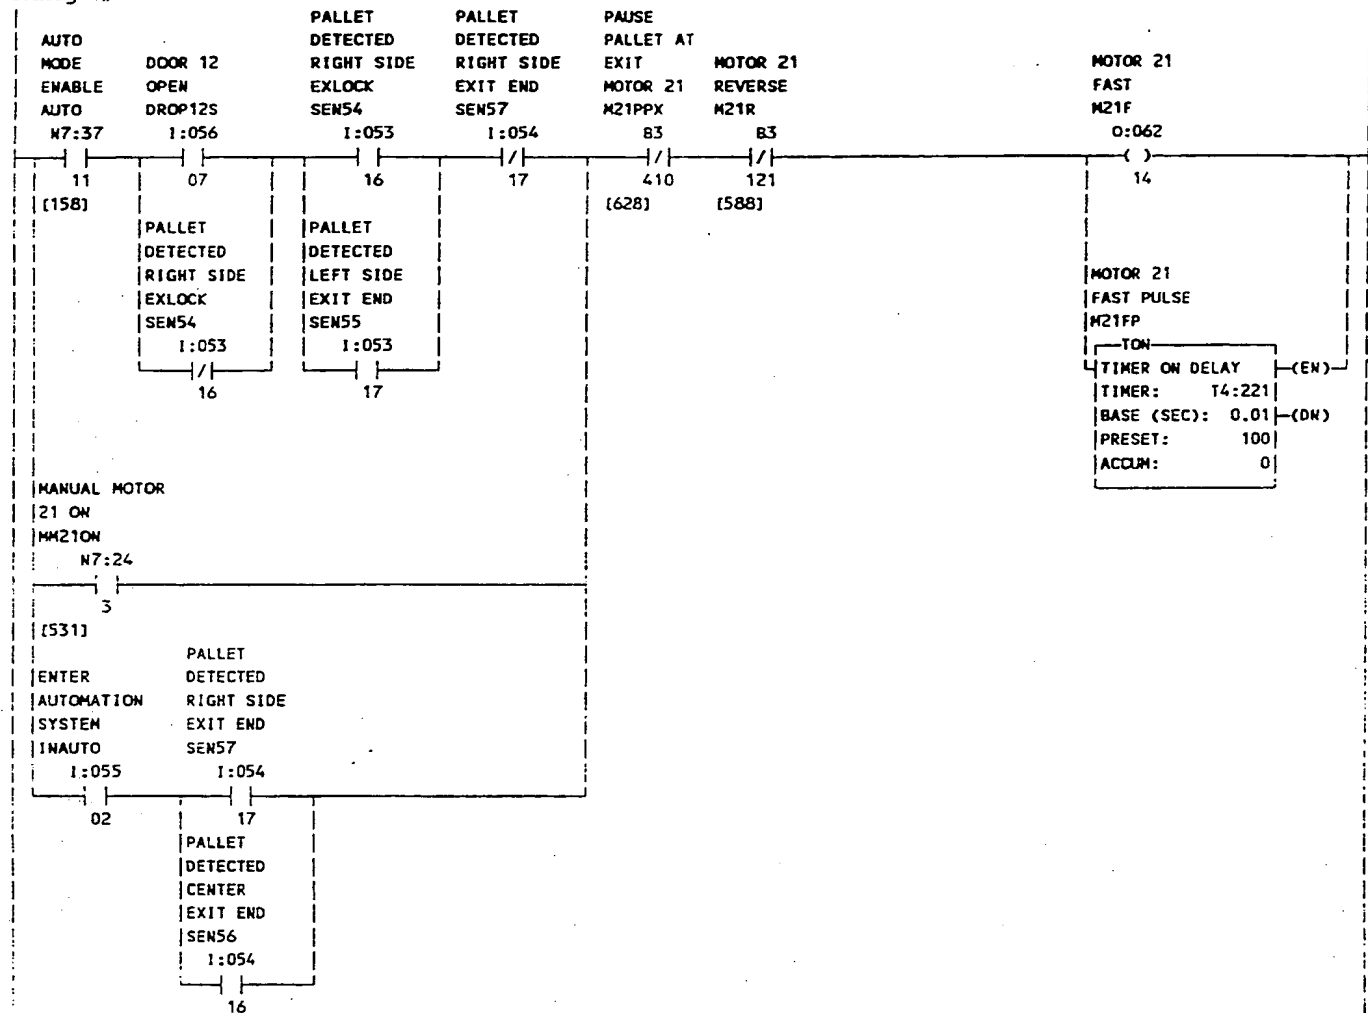 PALLET PALLET PAUSE
AUTO DETECTED DETECTED PALLET AT
MODE DOOR 12 RIGHT SIDE RIGHT SIDE EXIT MOTOR 21 MOTOR 21
ENABLE OPEN EXLOCK EXIT END MOTOR 21 REVERSE FAST
AUTO DROP12S SEN54 SEN57 M21PPX M21R M21F
N7:37 I:056 I:053 I:054 B3 B3 O:062
11 07 16 17 410 121 14
[158] [628] [588]
PALLET PALLET
DETECTED DETECTED
RIGHT SIDE LEFT SIDE MOTOR 21
EXLOCK EXIT END FAST PULSE
SEN54 SEN55 M21FP
I:053 I:053 TON
TIMER ON DELAY (EN)
16 17 TIMER: T4:221
BASE (SEC): 0.01 (DN)
PRESET: 100
ACCUM: 0
MANUAL MOTOR
21 ON
MM21ON
N7:24
3
[531]
PALLET
ENTER DETECTED
AUTOMATION RIGHT SIDE
SYSTEM EXIT END
INAUTO SEN57
I:055 I:054
02 17
PALLET
DETECTED
CENTER
EXIT END
SEN56
I:054
16